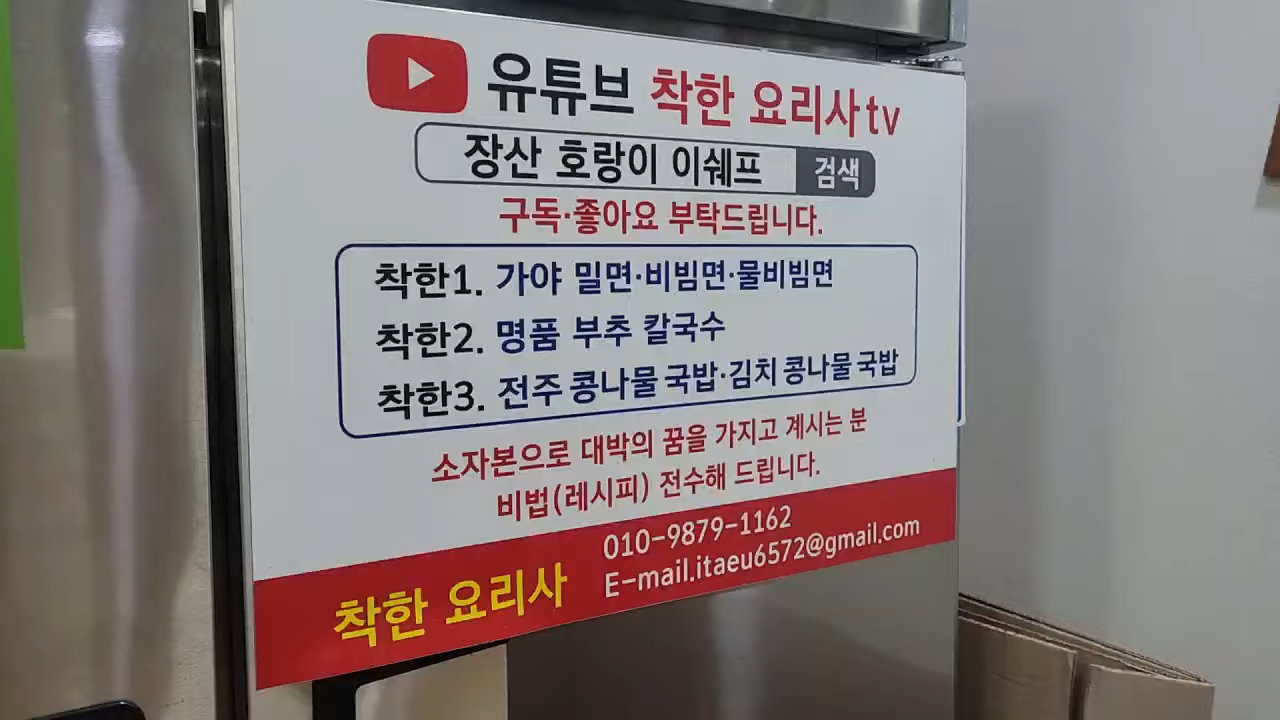 유튜브 착한 요리사tv
장산 호랑이 이쉐프 검색
구독·좋아요 부탁드립니다.
착한1. 가야 밀면·비빔면·물비빔면
착한2. 명품 부추 칼국수
착한3. 전주 콩나물 국밥·김치 콩나물 국밥
소자본으로 대박의 꿈을 가지고 계시는 분
비법(레시피) 전수해 드립니다.
착한 요리사
010-9879-1162
E-mail.itaeu6572@gmail.com